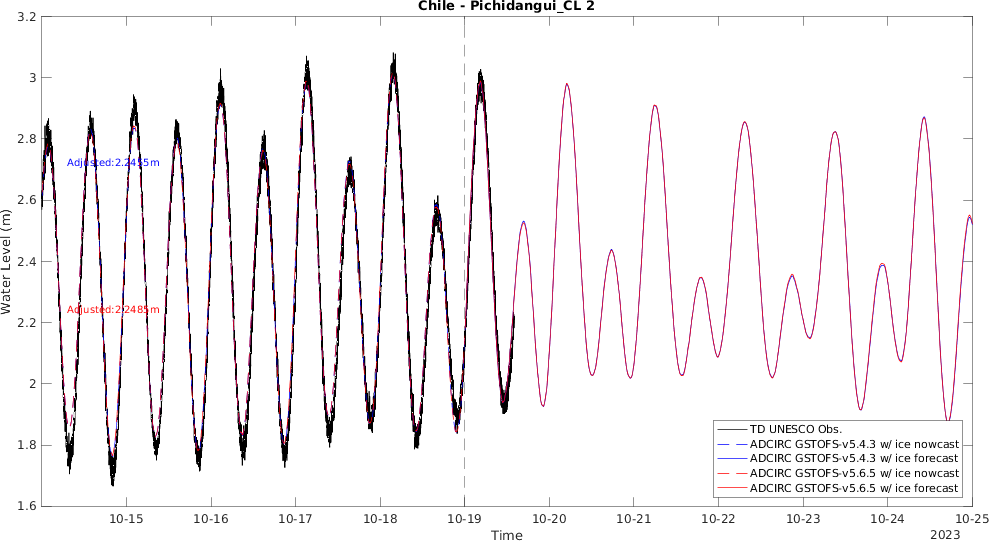 Chile - Pichidangui_CL 2
3.2
3
2.8
2.6
2.4
2.2
2
1.8
1.6
Water Level (m)
Adjusted:2.2455m
Adjusted:2.2485m
10-15
10-16
10-17
10-18
10-19
10-20
10-21
10-22
10-23
10-24
10-25
Time
2023
TD UNESCO Obs.
ADCIRC GSTOFS-v5.4.3 w/ ice nowcast
ADCIRC GSTOFS-v5.4.3 w/ ice forecast
ADCIRC GSTOFS-v5.6.5 w/ ice nowcast
ADCIRC GSTOFS-v5.6.5 w/ ice forecast